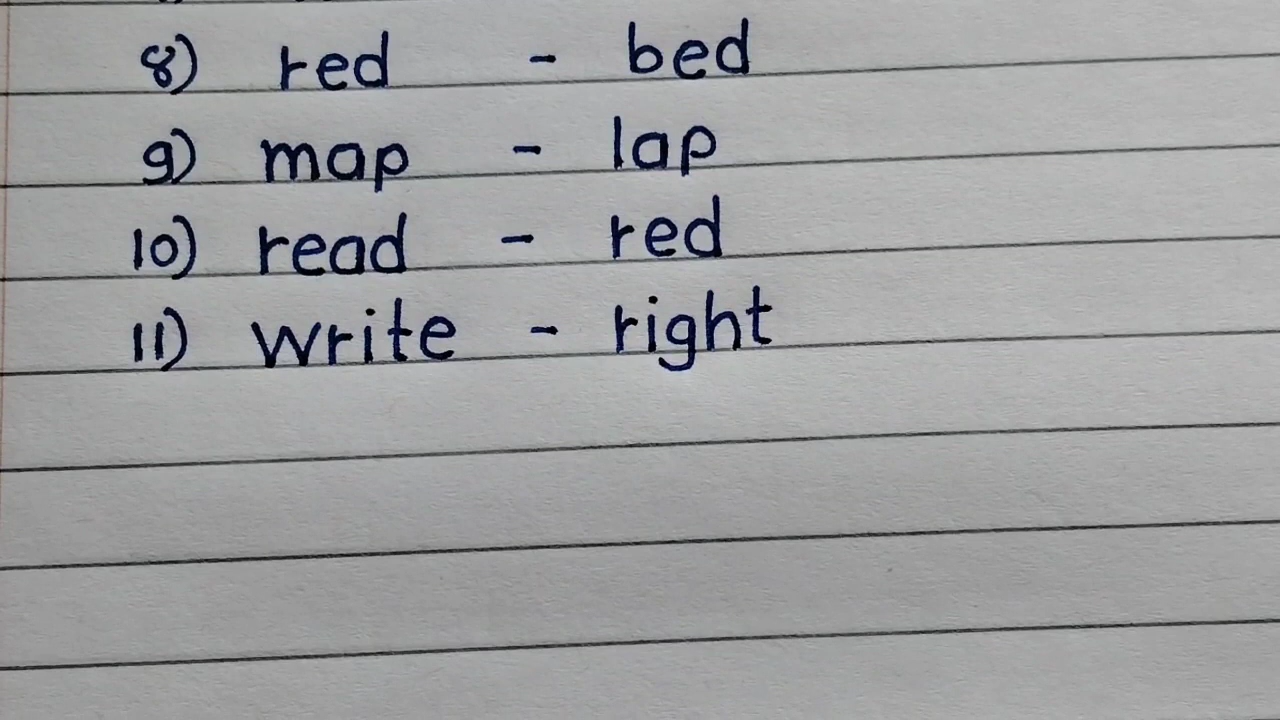 8) red - bed
9) map - lap
10) read - red
11) write - right